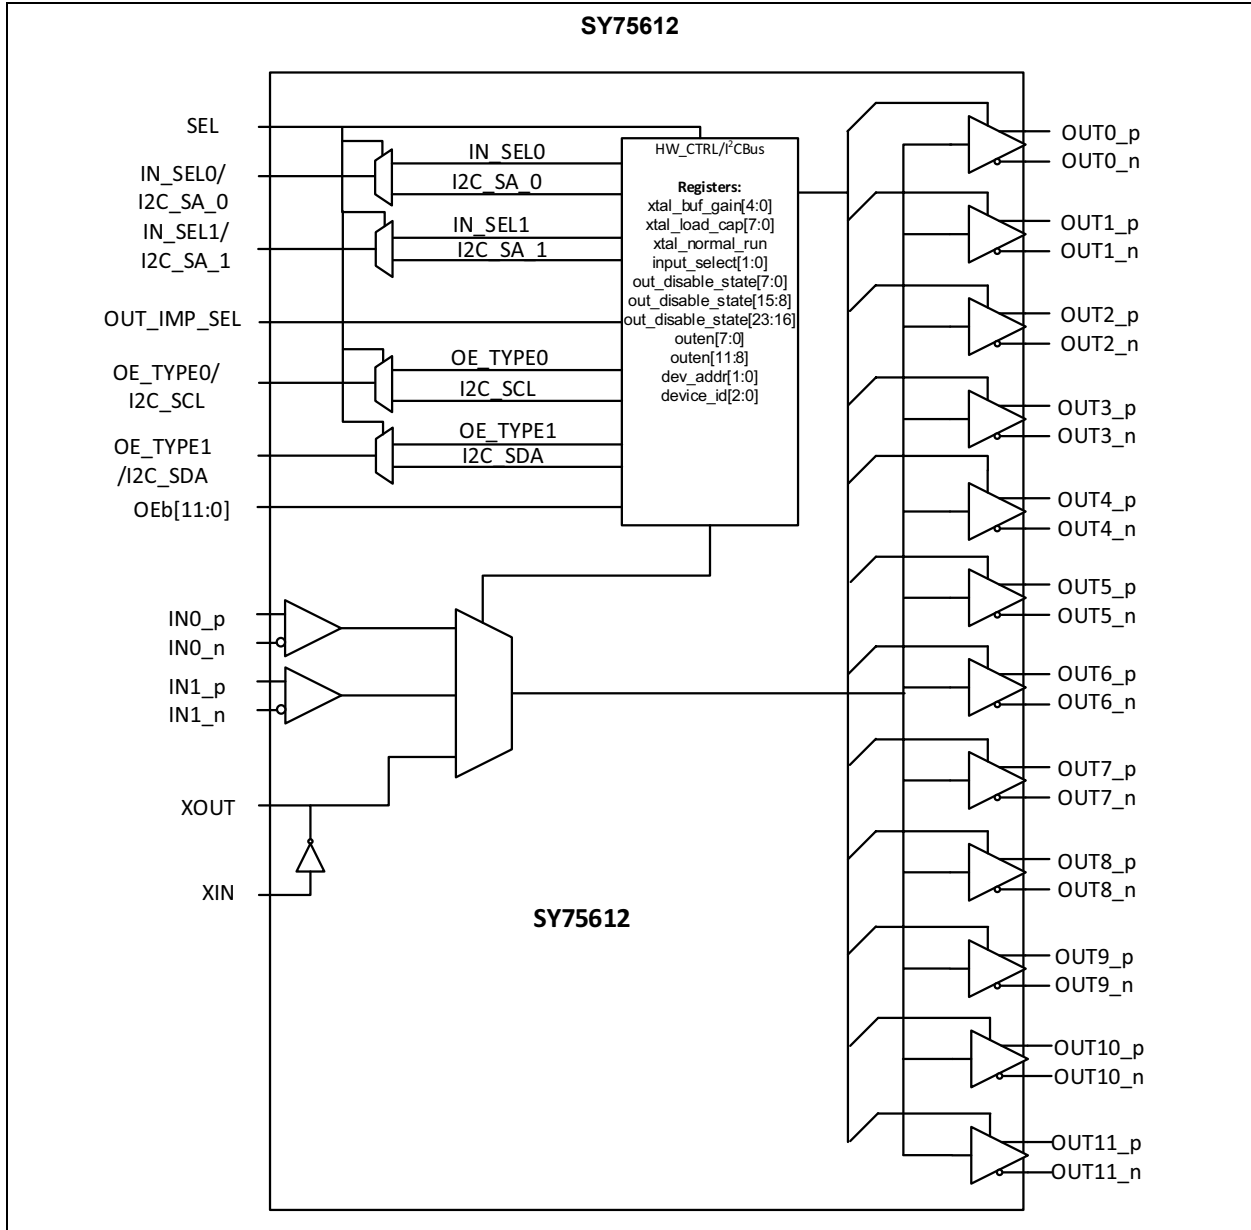 SY75612
SEL
IN_SEL0/
I2C_SA_0
IN_SEL1/
I2C_SA_1
OUT_IMP_SEL
OE_TYPE0/
I2C_SCL
OE_TYPE1
/I2C_SDA
OEb[11:0]
IN_SEL0
I2C_SA_0
IN_SEL1
I2C_SA_1
OE_TYPE0
I2C_SCL
OE_TYPE1
I2C_SDA
HW_CTRL/I²CBus
Registers:
xtal_buf_gain[4:0]
xtal_load_cap[7:0]
xtal_normal_run
input_select[1:0]
out_disable_state[7:0]
out_disable_state[15:8]
out_disable_state[23:16]
outen[7:0]
outen[11:8]
dev_addr[1:0]
device_id[2:0]
IN0_p
IN0_n
IN1_p
IN1_n
XOUT
XIN
SY75612
OUT0_p
OUT0_n
OUT1_p
OUT1_n
OUT2_p
OUT2_n
OUT3_p
OUT3_n
OUT4_p
OUT4_n
OUT5_p
OUT5_n
OUT6_p
OUT6_n
OUT7_p
OUT7_n
OUT8_p
OUT8_n
OUT9_p
OUT9_n
OUT10_p
OUT10_n
OUT11_p
OUT11_n